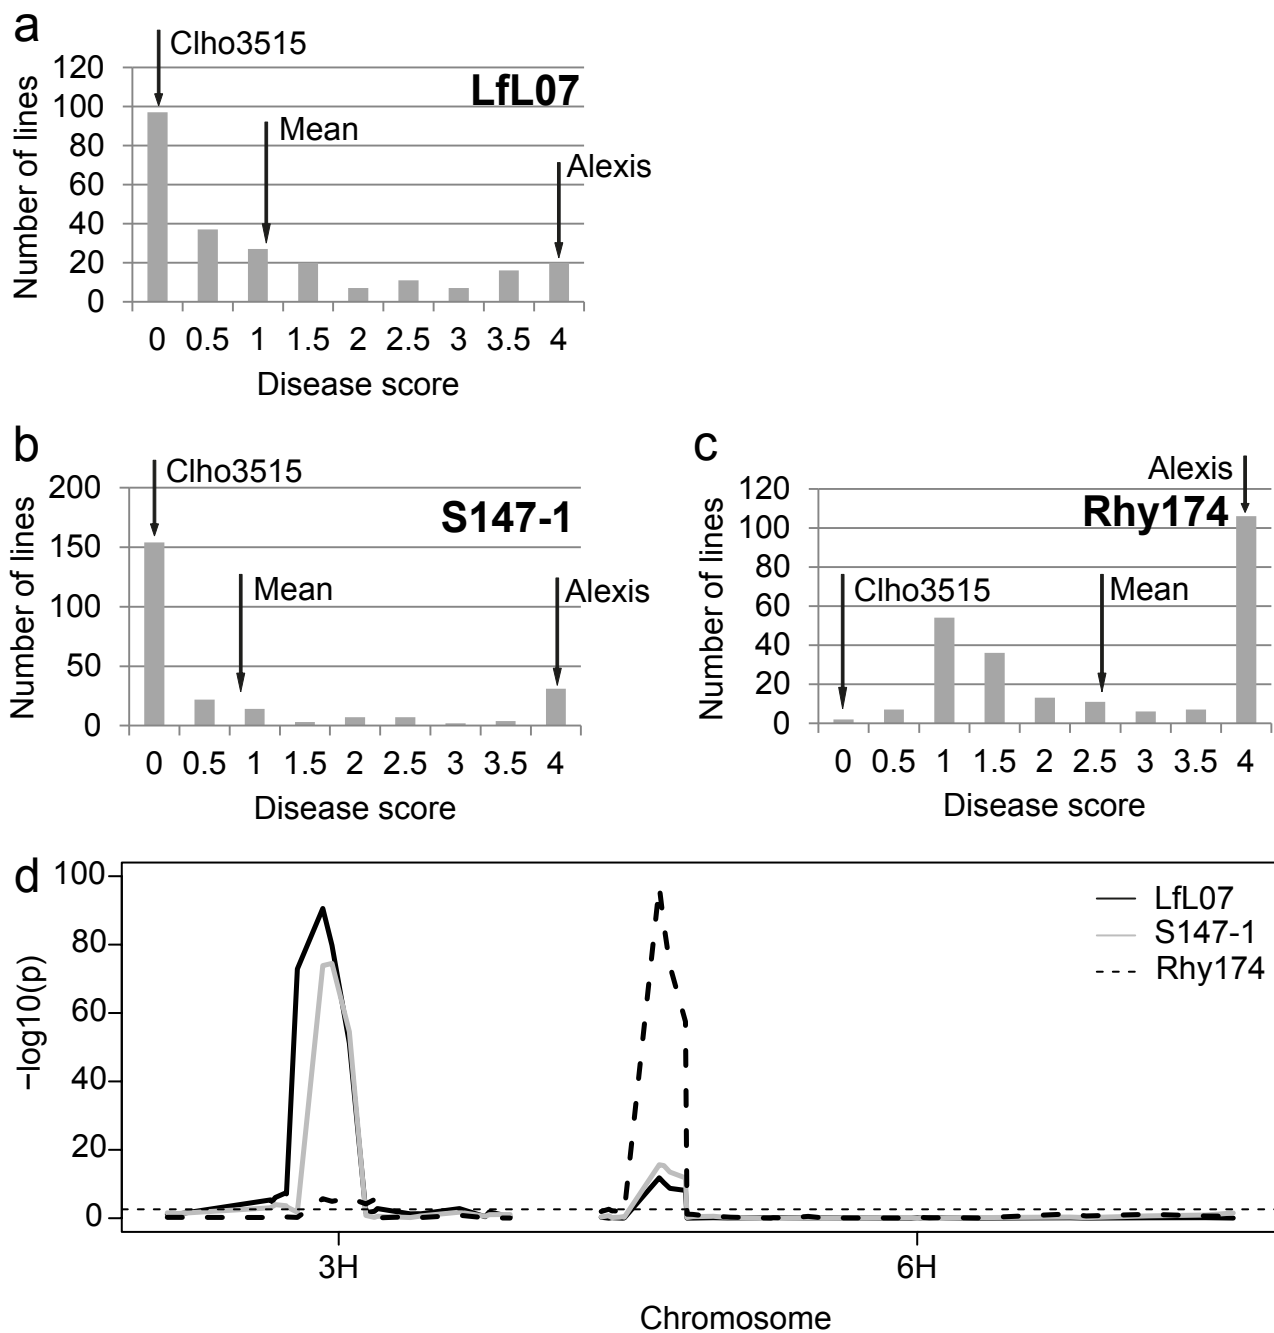 a
Clho3515
LfL07
Mean
Alexis
Number of lines
120
100
80
60
40
20
0
0 0.5 1 1.5 2 2.5 3 3.5 4
Disease score
b
Clho3515
S147-1
Mean
Alexis
Number of lines
200
150
100
50
0
0 0.5 1 1.5 2 2.5 3 3.5 4
Disease score
c
Alexis
Rhy174
Clho3515
Mean
Number of lines
120
100
80
60
40
20
0
0 0.5 1 1.5 2 2.5 3 3.5 4
Disease score
d
−log10(p)
100
80
60
40
20
0
LfL07
S147-1
Rhy174
3H 6H
Chromosome